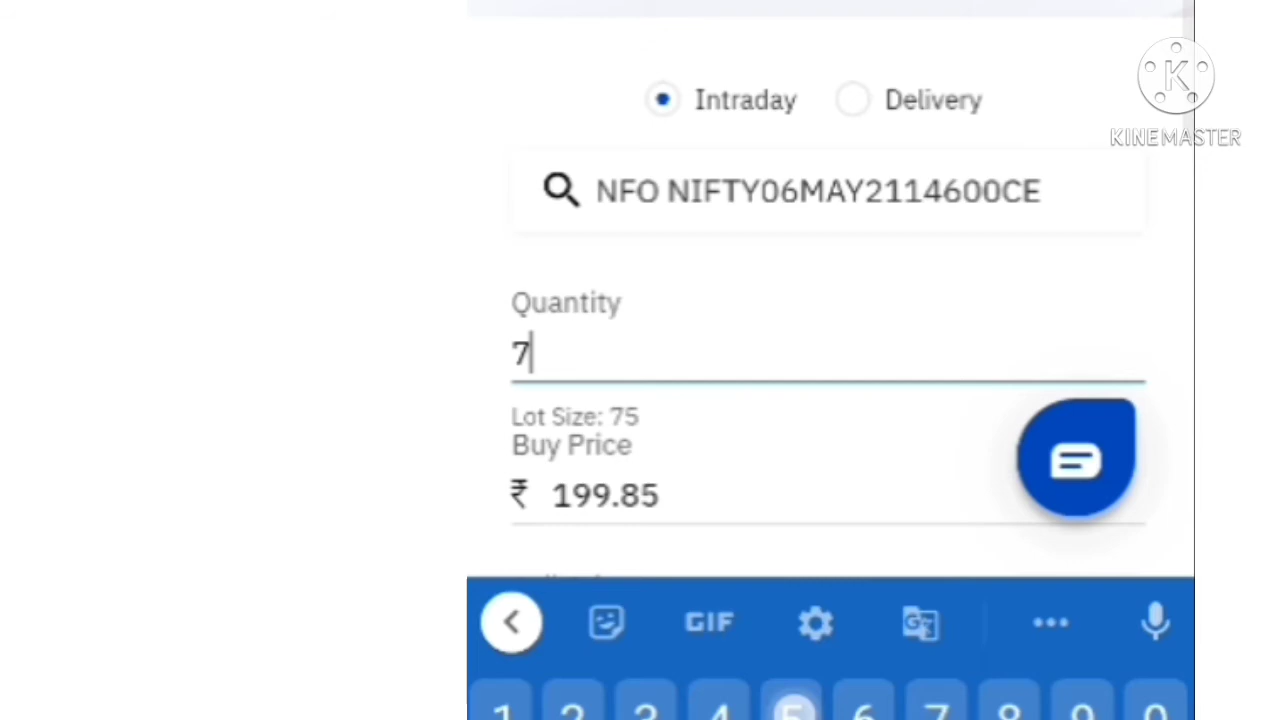 Intraday Delivery
K
KINEMASTER
NFO NIFTY06MAY2114600CE
Quantity
7
Lot Size: 75
Buy Price
₹ 199.85
GIF
1 2 3 4 5 6 7 8 9 0